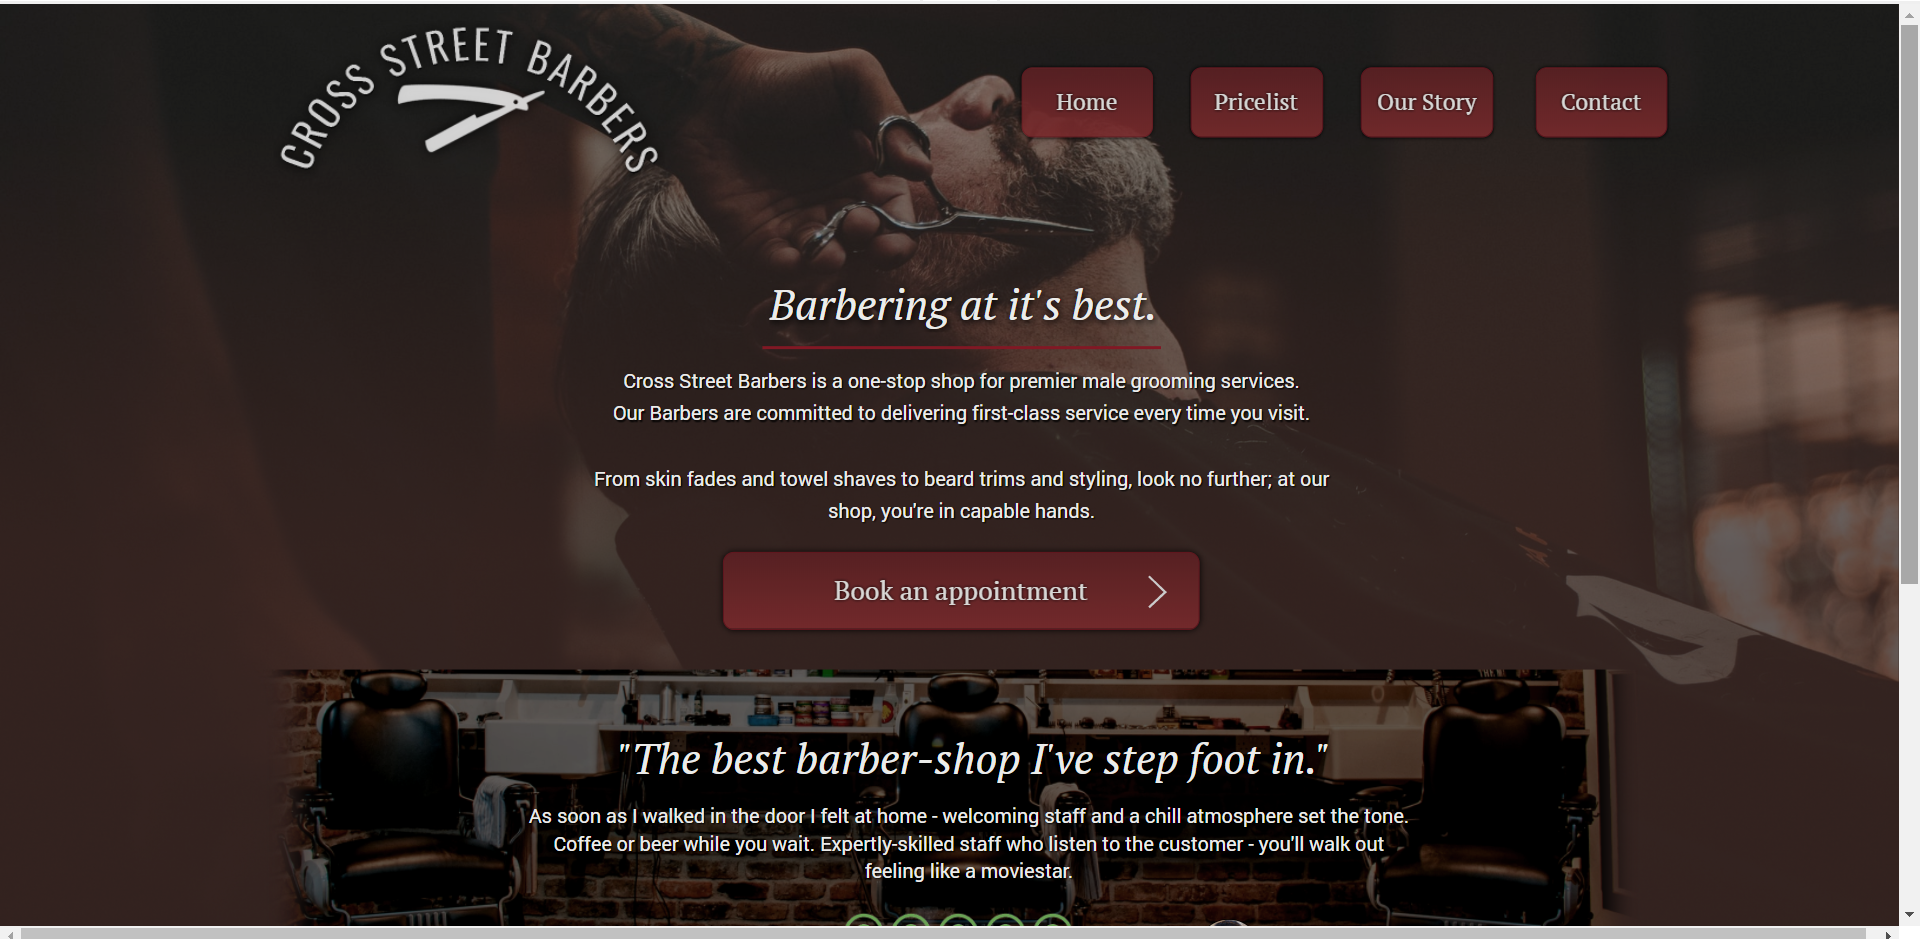 CROSS STREET BARBERS
Home
Pricelist
Our Story
Contact
Barbering at it's best.
Cross Street Barbers is a one-stop shop for premier male grooming services.
Our Barbers are committed to delivering first-class service every time you visit.
From skin fades and towel shaves to beard trims and styling, look no further; at our
shop, you're in capable hands.
Book an appointment
"The best barber-shop I've step foot in."
As soon as I walked in the door I felt at home - welcoming staff and a chill atmosphere set the tone.
Coffee or beer while you wait. Expertly-skilled staff who listen to the customer - you'll walk out
feeling like a moviestar.